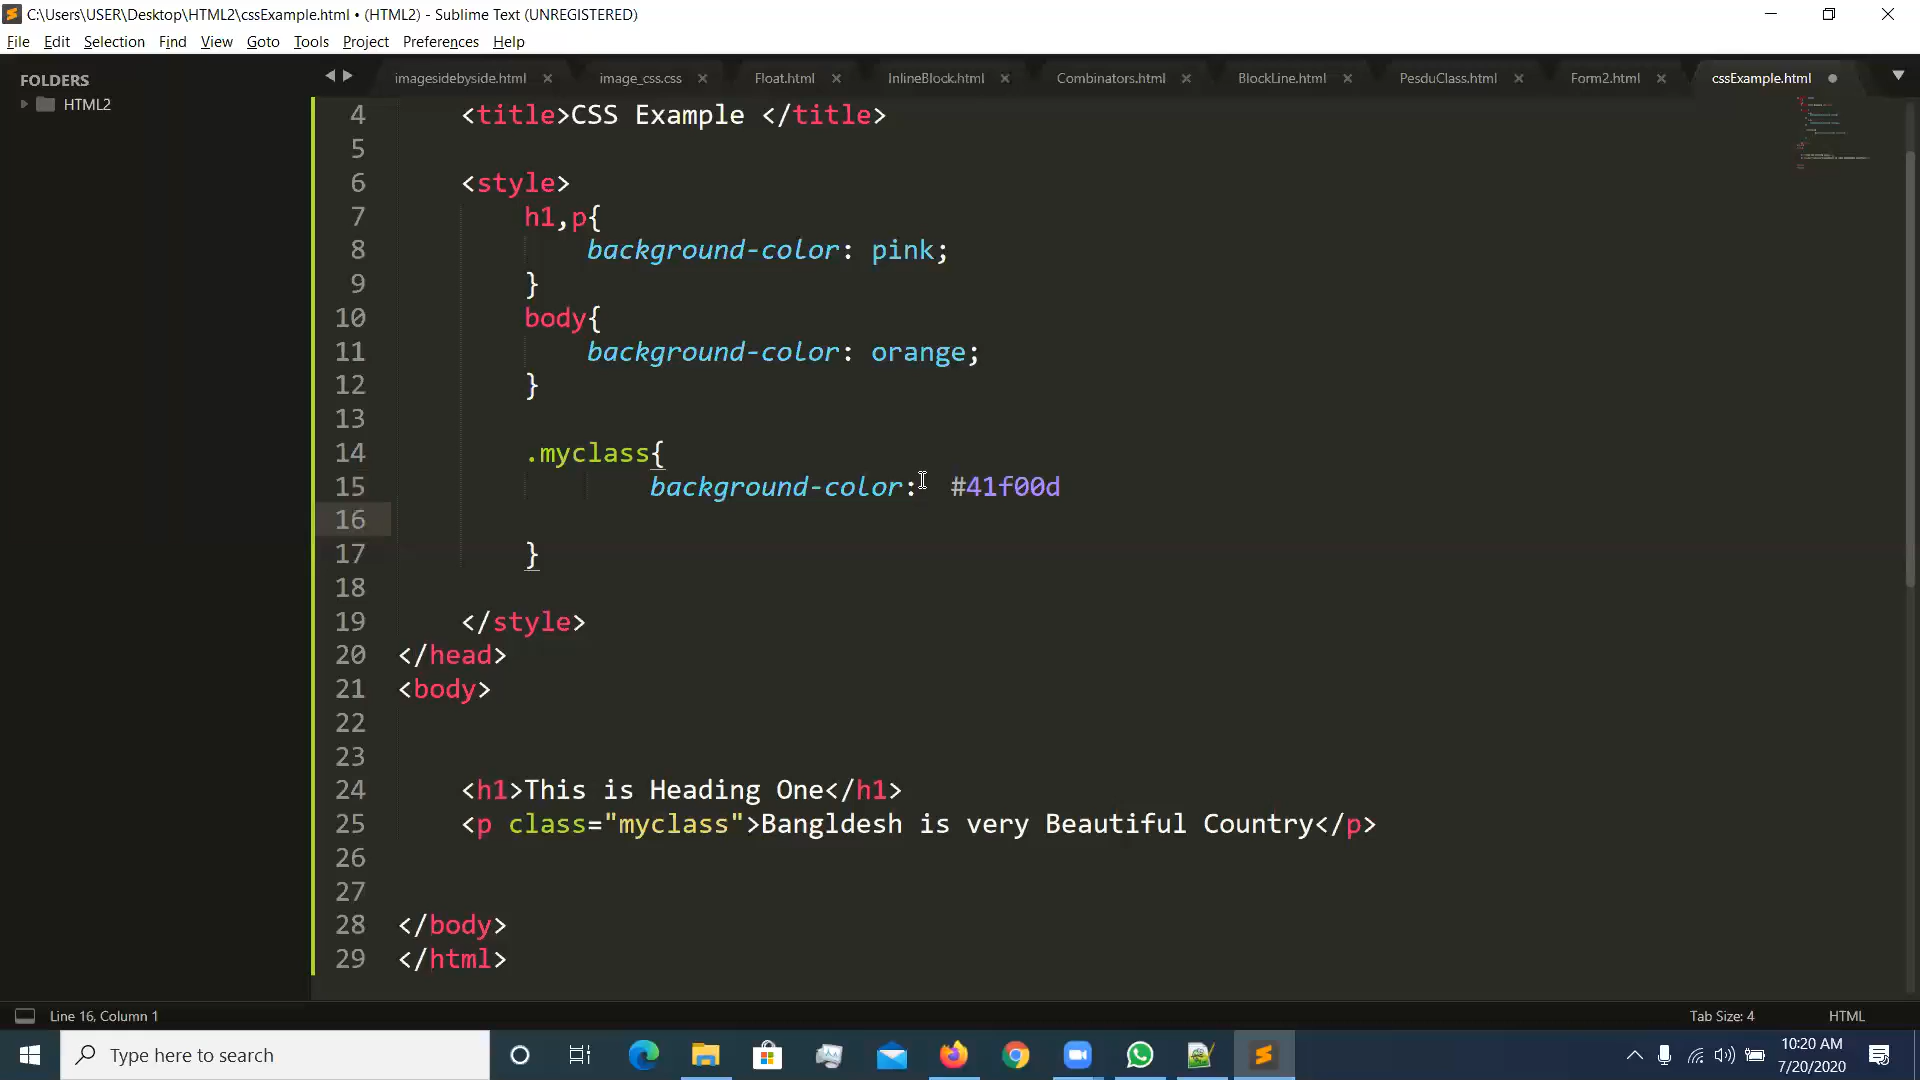 C:\Users\USER\Desktop\HTML2\cssExample.html • (HTML2) - Sublime Text (UNREGISTERED)
File Edit Selection Find View Goto Tools Project Preferences Help
FOLDERS
HTML2
imagesidebyside.html image_css.css Float.html InlineBlock.html Combinators.html BlockLine.html PesduClass.html Form2.html cssExample.html
4 <title>CSS Example </title>
5
6 <style>
7 h1,p{
8 background-color: pink;
9 }
10 body{
11 background-color: orange;
12 }
13
14 .myclass{
15 background-color: #41f00d
16
17 }
18
19 </style>
20 </head>
21 <body>
22
23
24 <h1>This is Heading One</h1>
25 <p class="myclass">Bangldesh is very Beautiful Country</p>
26
27
28 </body>
29 </html>
Line 16, Column 1 Tab Size: 4 HTML
Type here to search
10:20 AM
7/20/2020